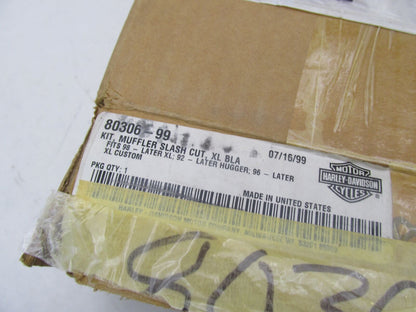 80306-99
KIT, MUFFLER SLASH CUT, XL BLA
07/16/99
FITS 98 - LATER XL; 92 - LATER HUGGER; 96 - LATER
XL CUSTOM
PKG QTY: 1
MADE IN UNITED STATES
MOTOR
HARLEY-DAVIDSON
CYCLES